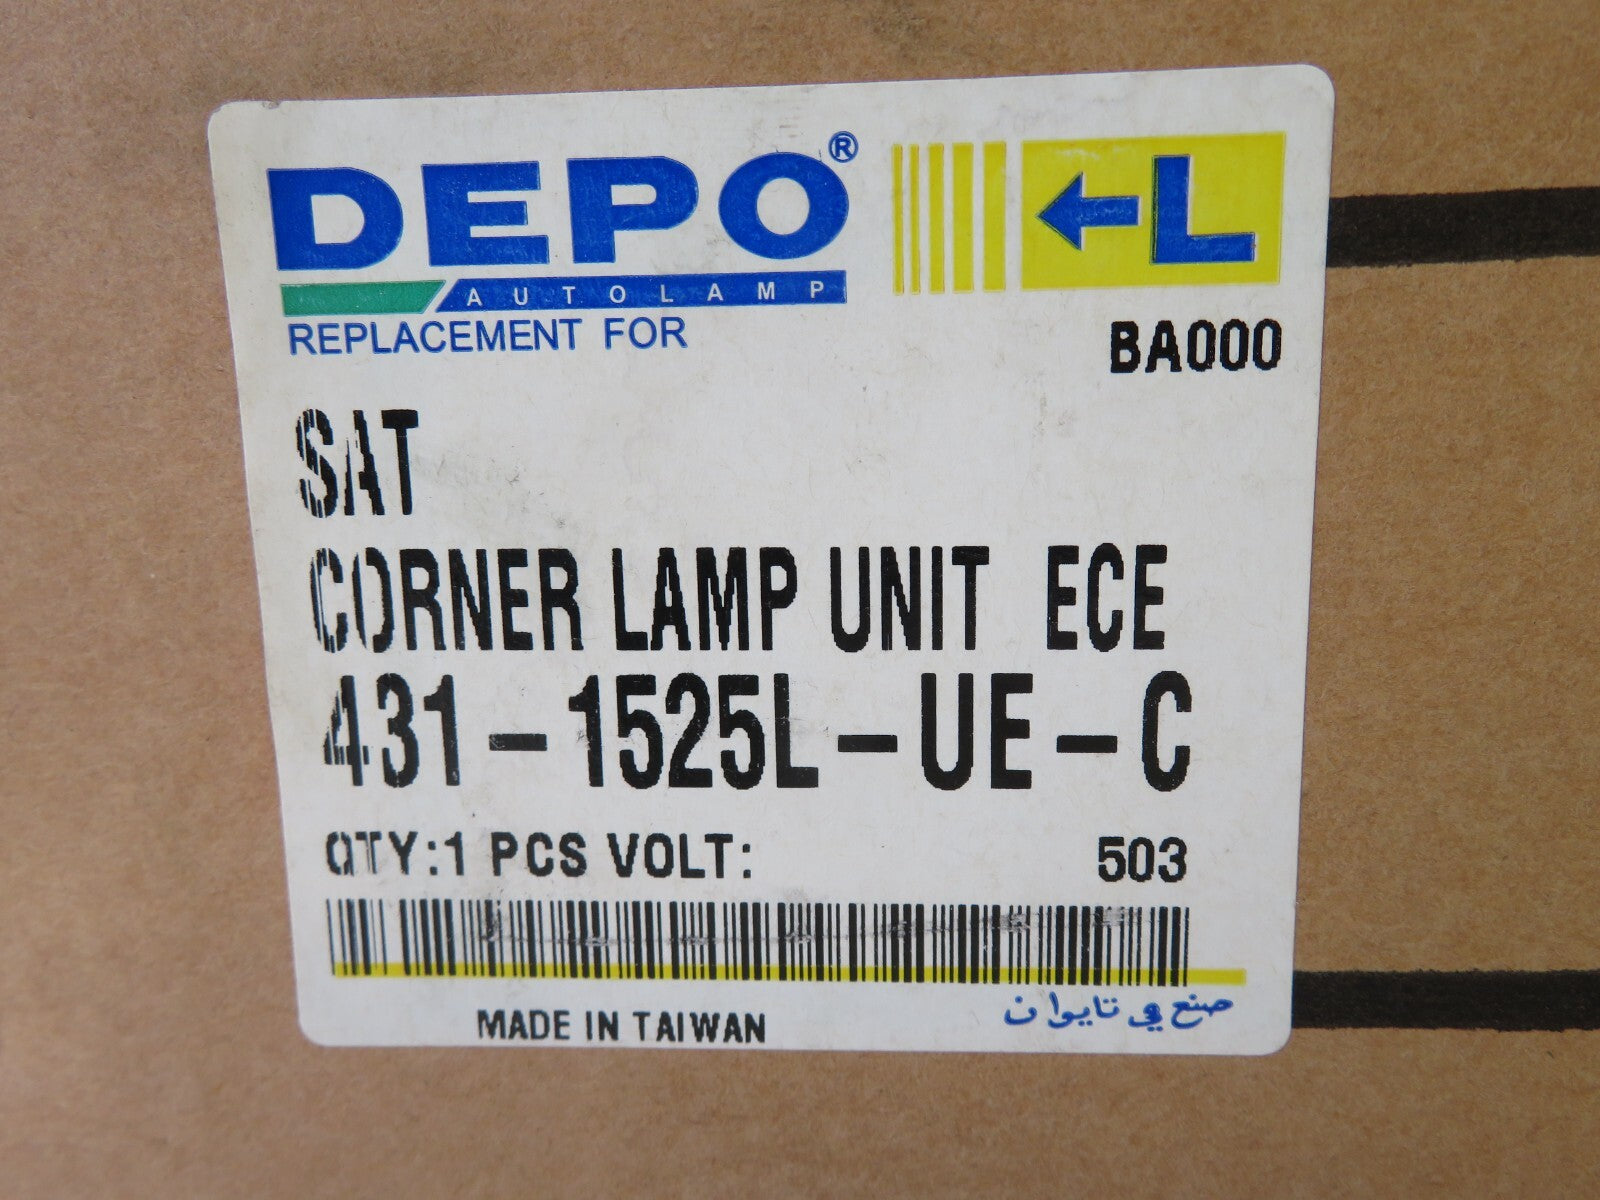 DEPO®
AUTOLAMP
REPLACEMENT FOR
←L
BA000
SAT
CORNER LAMP UNIT ECE
431-1525L-UE-C
QTY:1 PCS VOLT: 503
MADE IN TAIWAN
صنع في تايوان